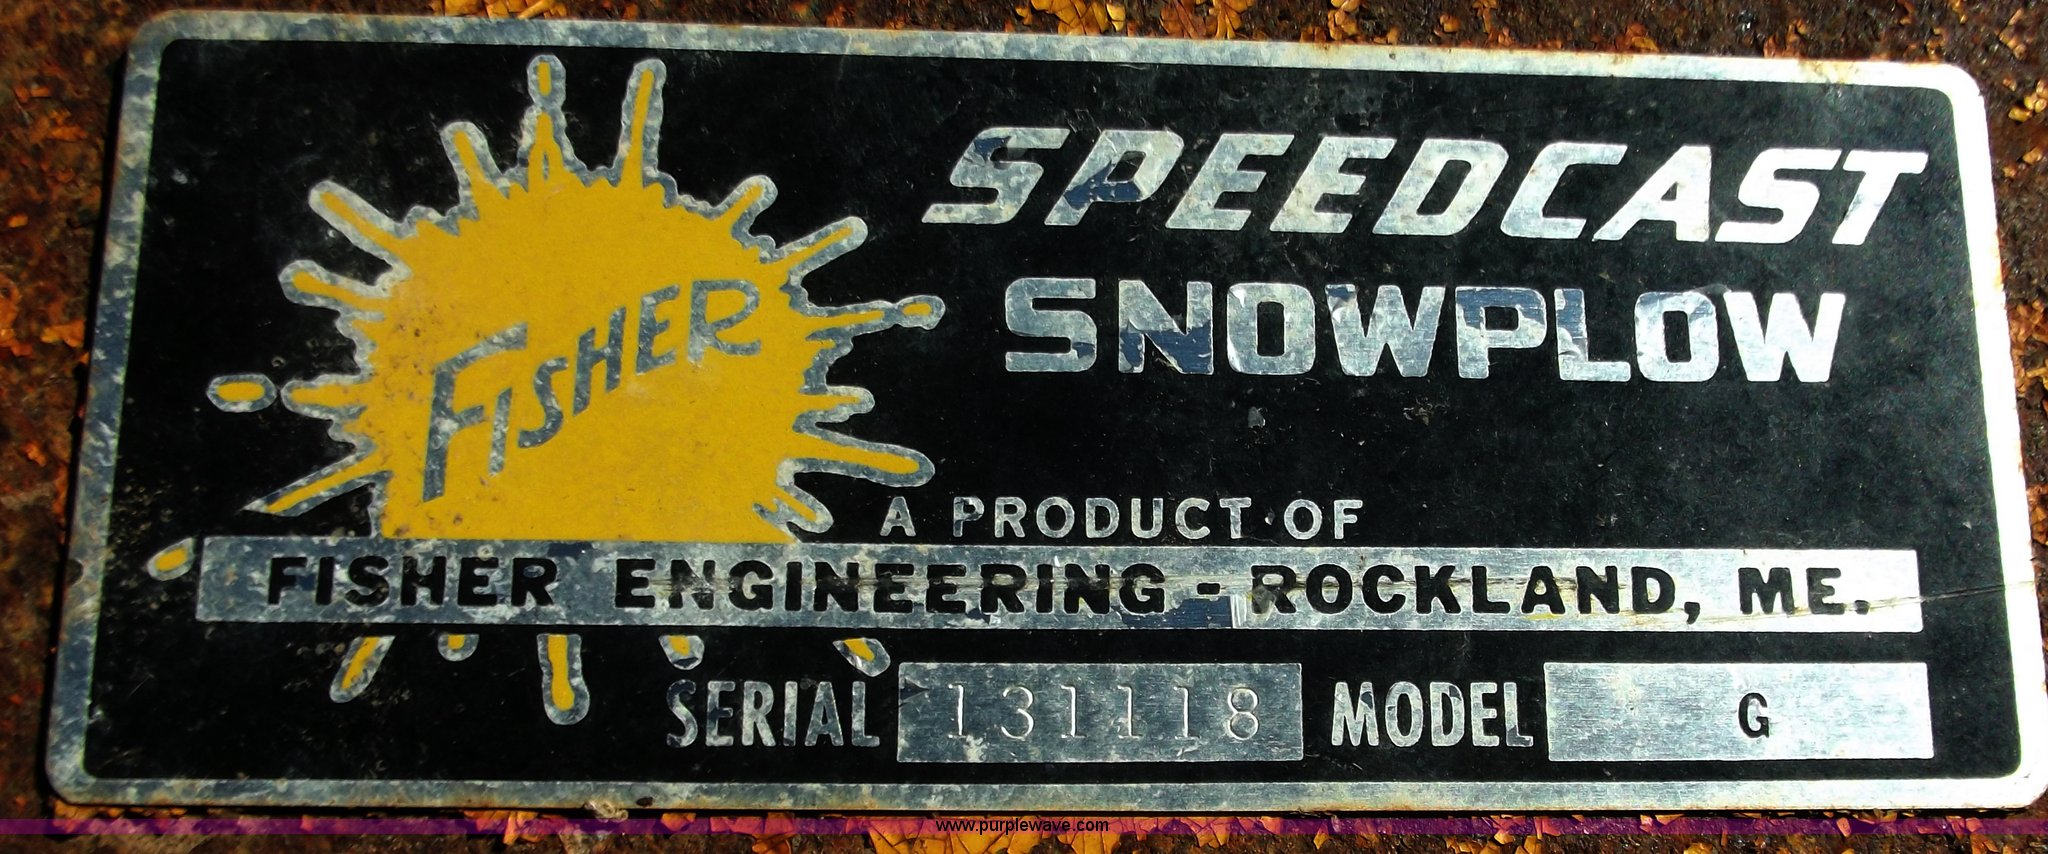 FISHER
SPEEDCAST
SNOWPLOW
A PRODUCT OF
FISHER ENGINEERING - ROCKLAND, ME.
SERIAL 131118 MODEL G
www.purplewave.com